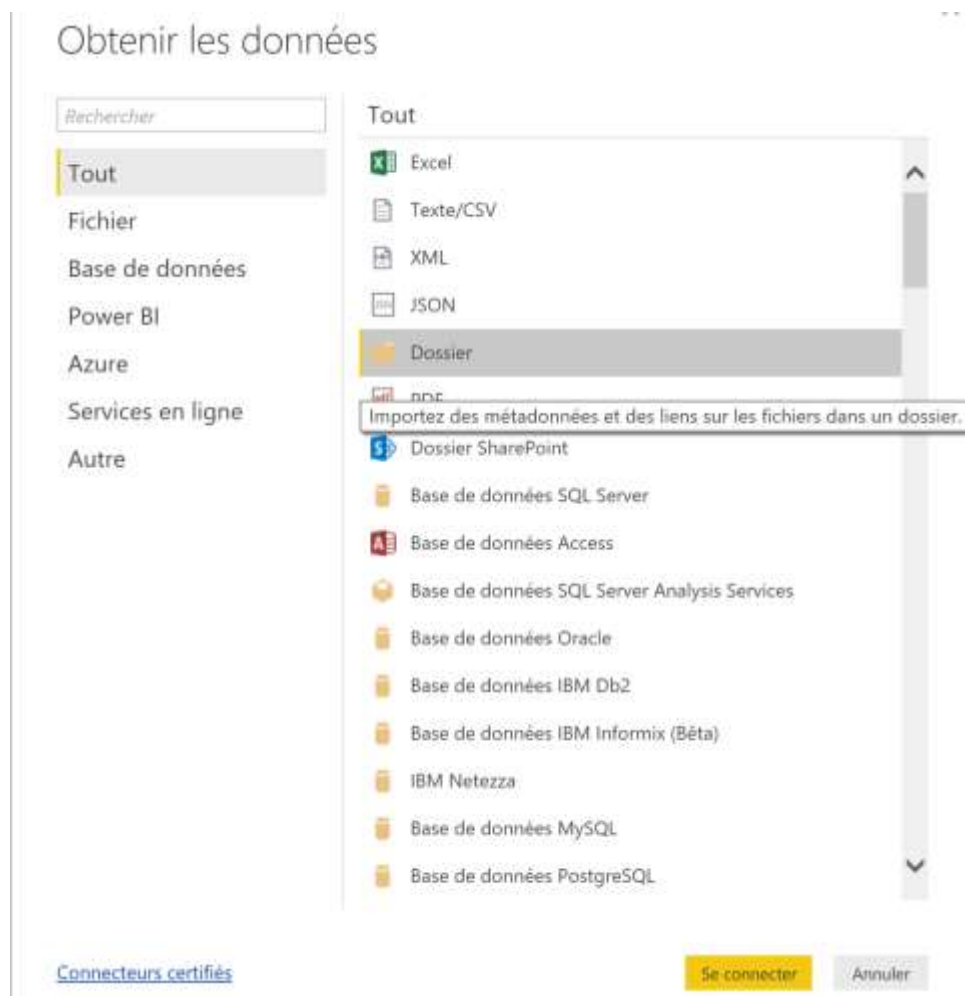 Obtenir les données
Rechercher
Tout
Fichier
Base de données
Power BI
Azure
Services en ligne
Autre
Tout
Excel
Texte/CSV
XML
JSON
Dossier
PDF
Importez des métadonnées et des liens sur les fichiers dans un dossier.
Dossier SharePoint
Base de données SQL Server
Base de données Access
Base de données SQL Server Analysis Services
Base de données Oracle
Base de données IBM Db2
Base de données IBM Informix (Bêta)
IBM Netezza
Base de données MySQL
Base de données PostgreSQL
Connecteurs certifiés
Se connecter
Annuler